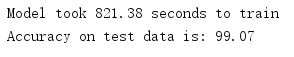 Model took 821.38 seconds to train
Accuracy on test data is: 99.07